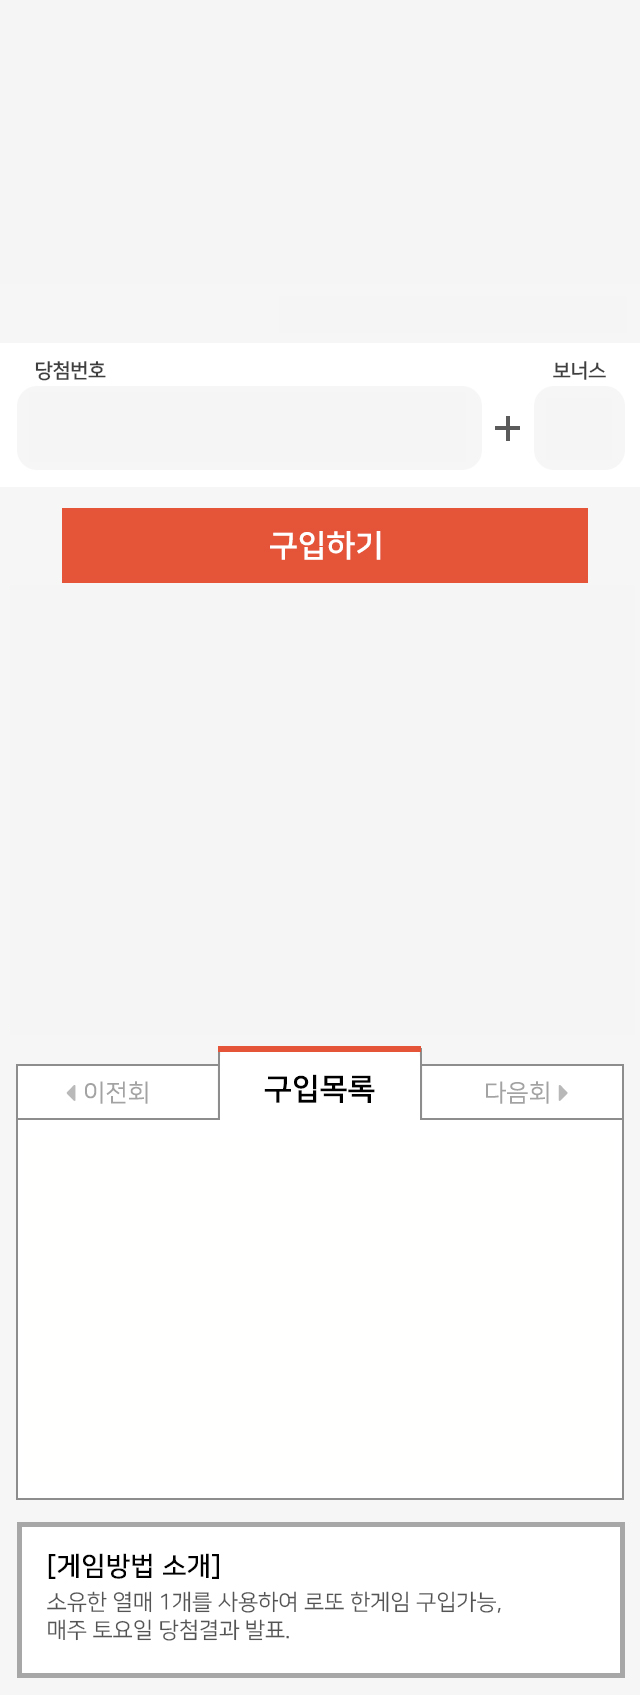 당첨번호 보너스
+
구입하기
이전회 구입목록 다음회
[게임방법 소개]
소유한 열매 1개를 사용하여 로또 한게임 구입가능,
매주 토요일 당첨결과 발표.